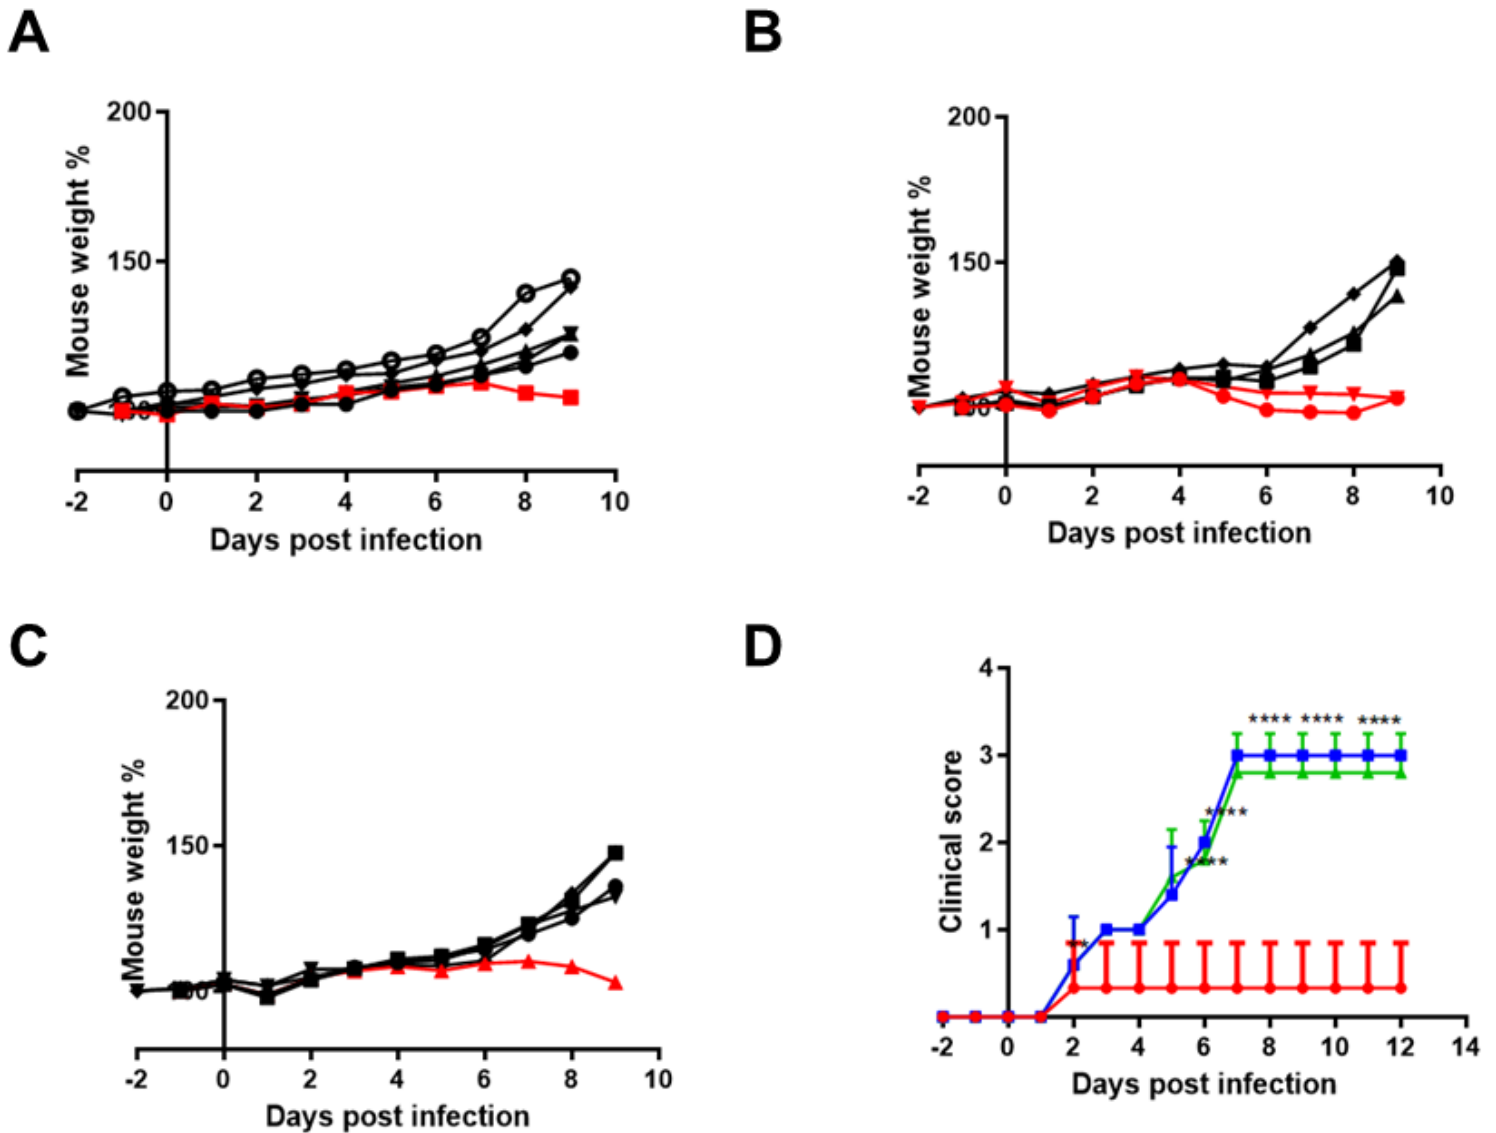 A
200
150
Mouse weight %
-2 0 2 4 6 8 10
Days post infection
B
200
150
Mouse weight %
-2 0 2 4 6 8 10
Days post infection
C
200
150
Mouse weight %
-2 0 2 4 6 8 10
Days post infection
D
4
3
2
1
Clinical score
**** **** ****
****
****
**
-2 0 2 4 6 8 10 12 14
Days post infection